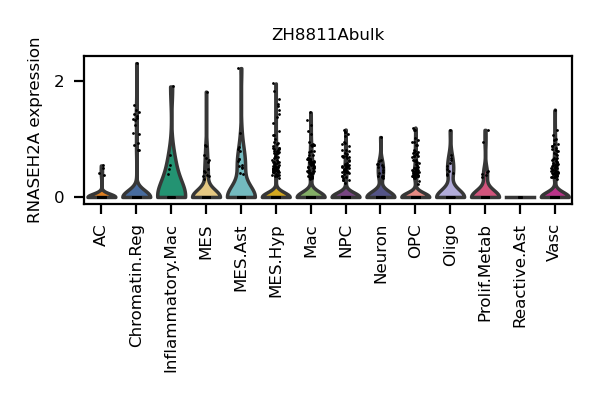 ZH8811Abulk
RNASEH2A expression
2
0
AC
Chromatin.Reg
Inflammatory.Mac
MES
MES.Ast
MES.Hyp
Mac
NPC
Neuron
OPC
Oligo
Prolif.Metab
Reactive.Ast
Vasc